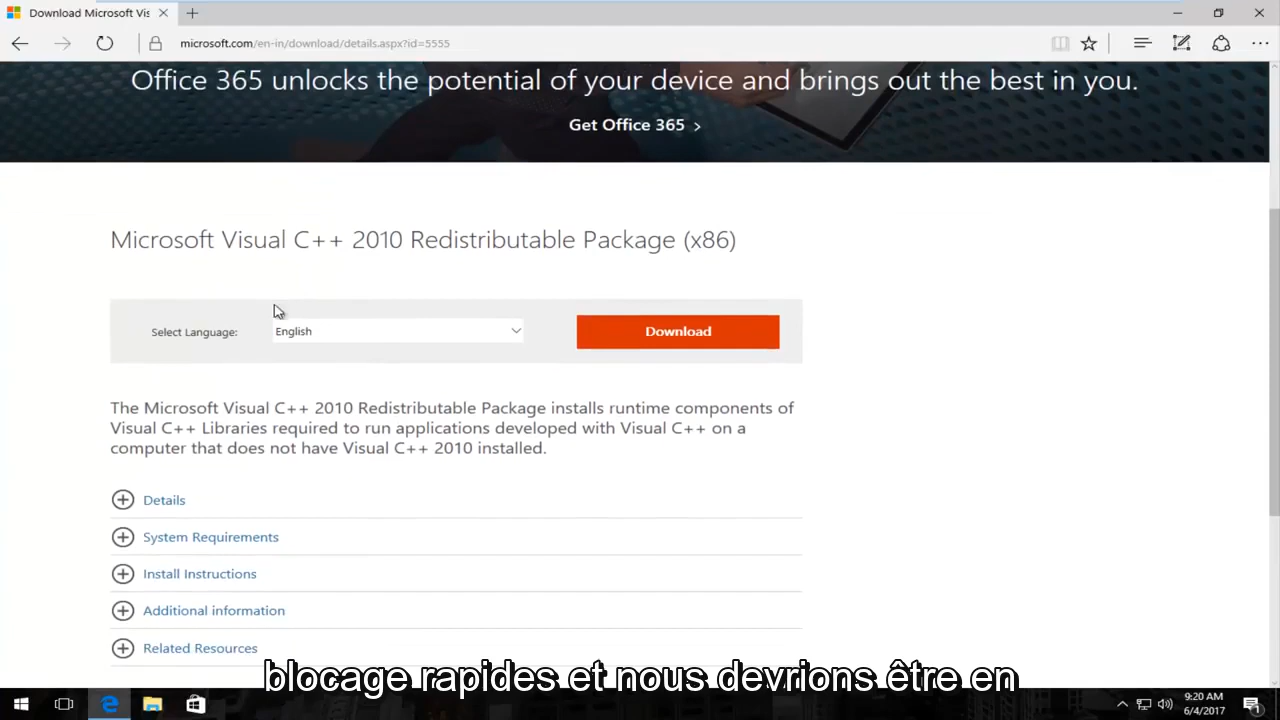 Download Microsoft Vis
microsoft.com/en-in/download/details.aspx?id=5555
Office 365 unlocks the potential of your device and brings out the best in you.
Get Office 365 >
Microsoft Visual C++ 2010 Redistributable Package (x86)
Select Language:
English
Download
The Microsoft Visual C++ 2010 Redistributable Package installs runtime components of
Visual C++ Libraries required to run applications developed with Visual C++ on a
computer that does not have Visual C++ 2010 installed.
Details
System Requirements
Install Instructions
Additional information
Related Resources
blocage rapides et nous devrions être en
9:20 AM
6/4/2017
1